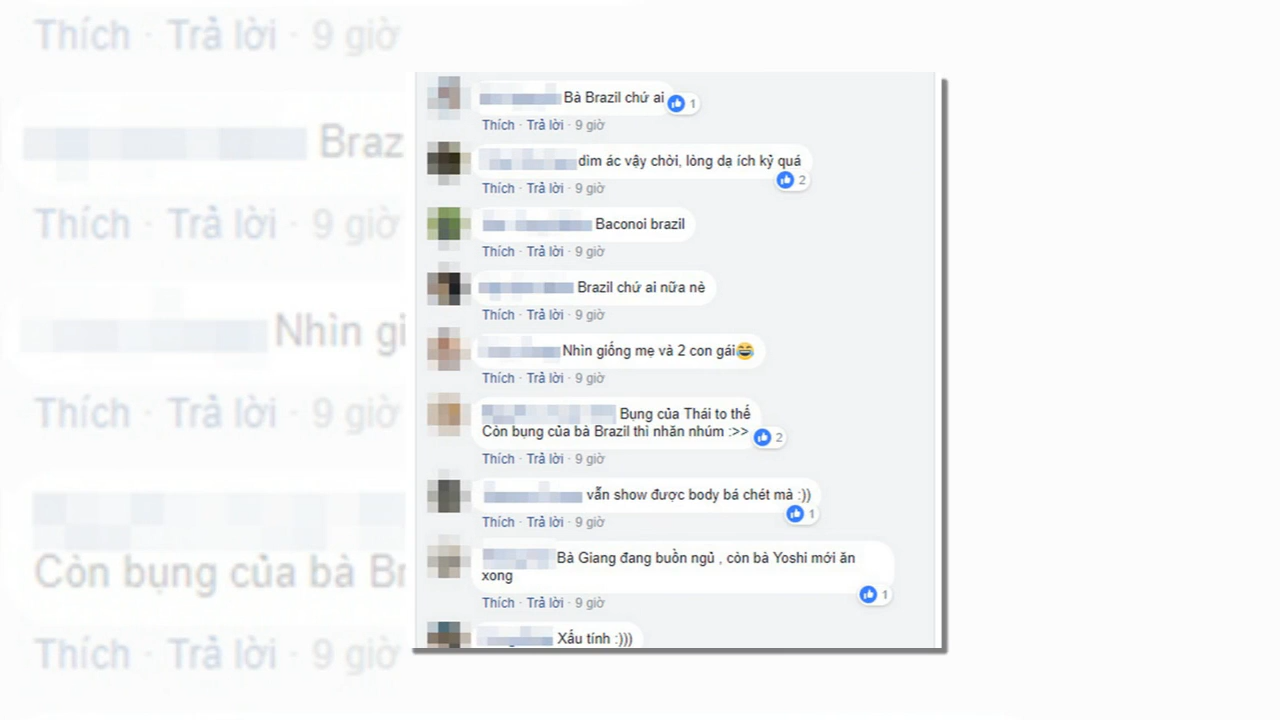 Thích · Trả lời · 9 giờ
Braz
Thích · Trả lời · 9 giờ
Nhìn gi
Thích · Trả lời · 9 giờ
Còn bụng của bà Br
Thích · Trả lời · 9 giờ
Bà Brazil chứ ai 1
Thích · Trả lời · 9 giờ
dìm ác vậy chời, lòng dạ ích kỷ quá
2
Thích · Trả lời · 9 giờ
Baconoi brazil
Thích · Trả lời · 9 giờ
Brazil chứ ai nữa nè
Thích · Trả lời · 9 giờ
Nhìn giống mẹ và 2 con gái😂
Thích · Trả lời · 9 giờ
Bụng của Thái to thế
Còn bụng của bà Brazil thì nhăn nhúm :>> 2
Thích · Trả lời · 9 giờ
vẫn show được body bá chét mà :))
1
Thích · Trả lời · 9 giờ
Bà Giang đang buồn ngủ , còn bà Yoshi mới ăn
xong
1
Thích · Trả lời · 9 giờ
Xấu tính :)))